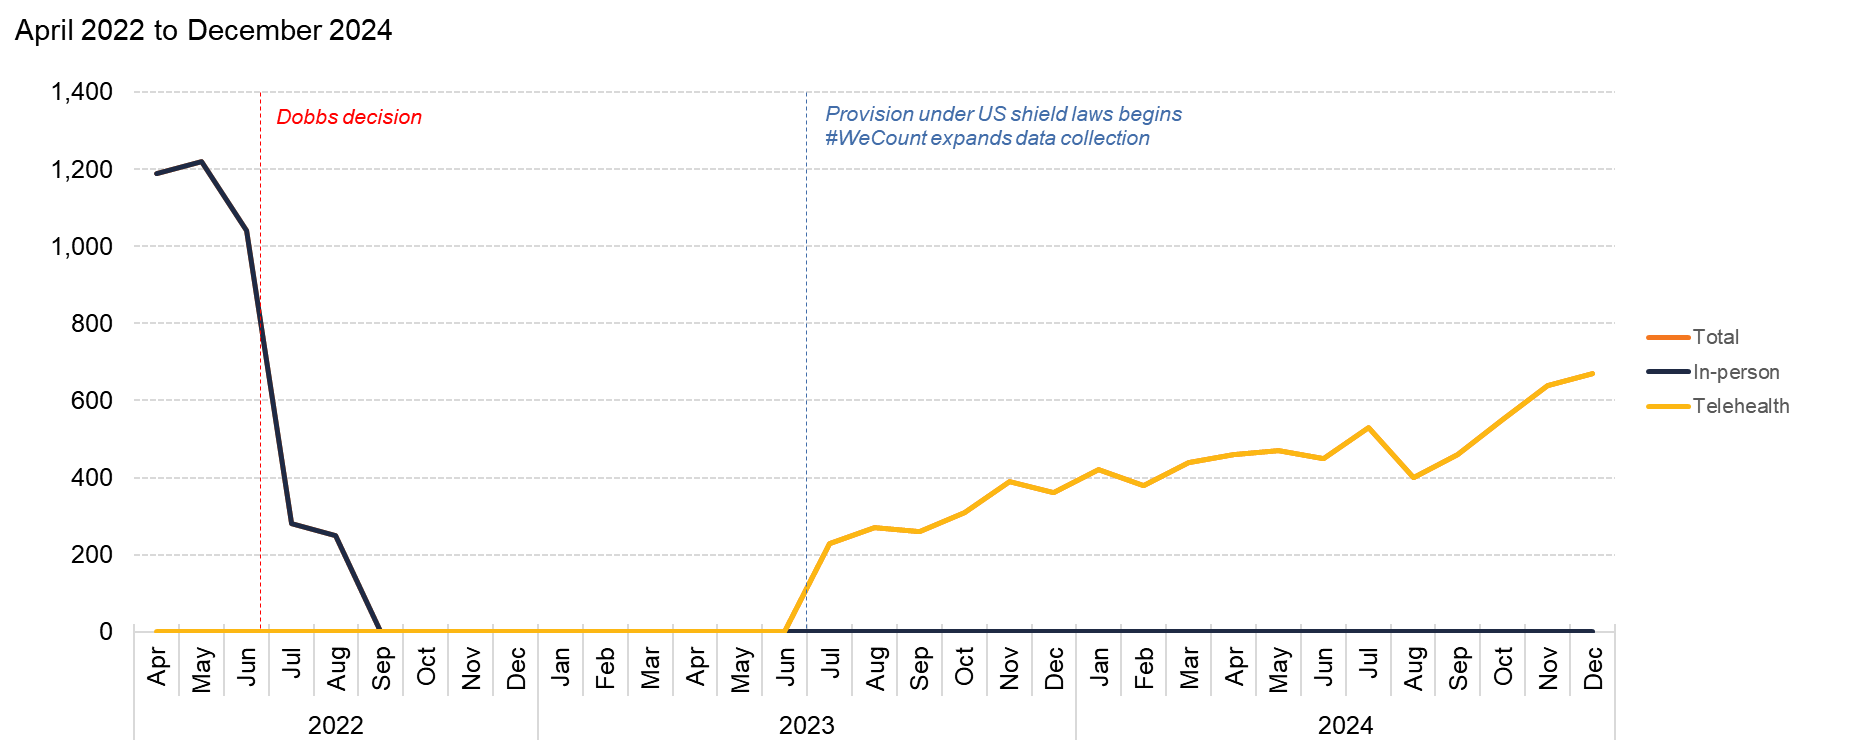 April 2022 to December 2024
1,400
Dobbs decision
Provision under US shield laws begins
#WeCount expands data collection
1,200
1,000
800
600
400
200
0
Total
In-person
Telehealth
Apr May Jun Jul Aug Sep Oct Nov Dec Jan Feb Mar Apr May Jun Jul Aug Sep Oct Nov Dec Jan Feb Mar Apr May Jun Jul Aug Sep Oct Nov Dec
2022 2023 2024